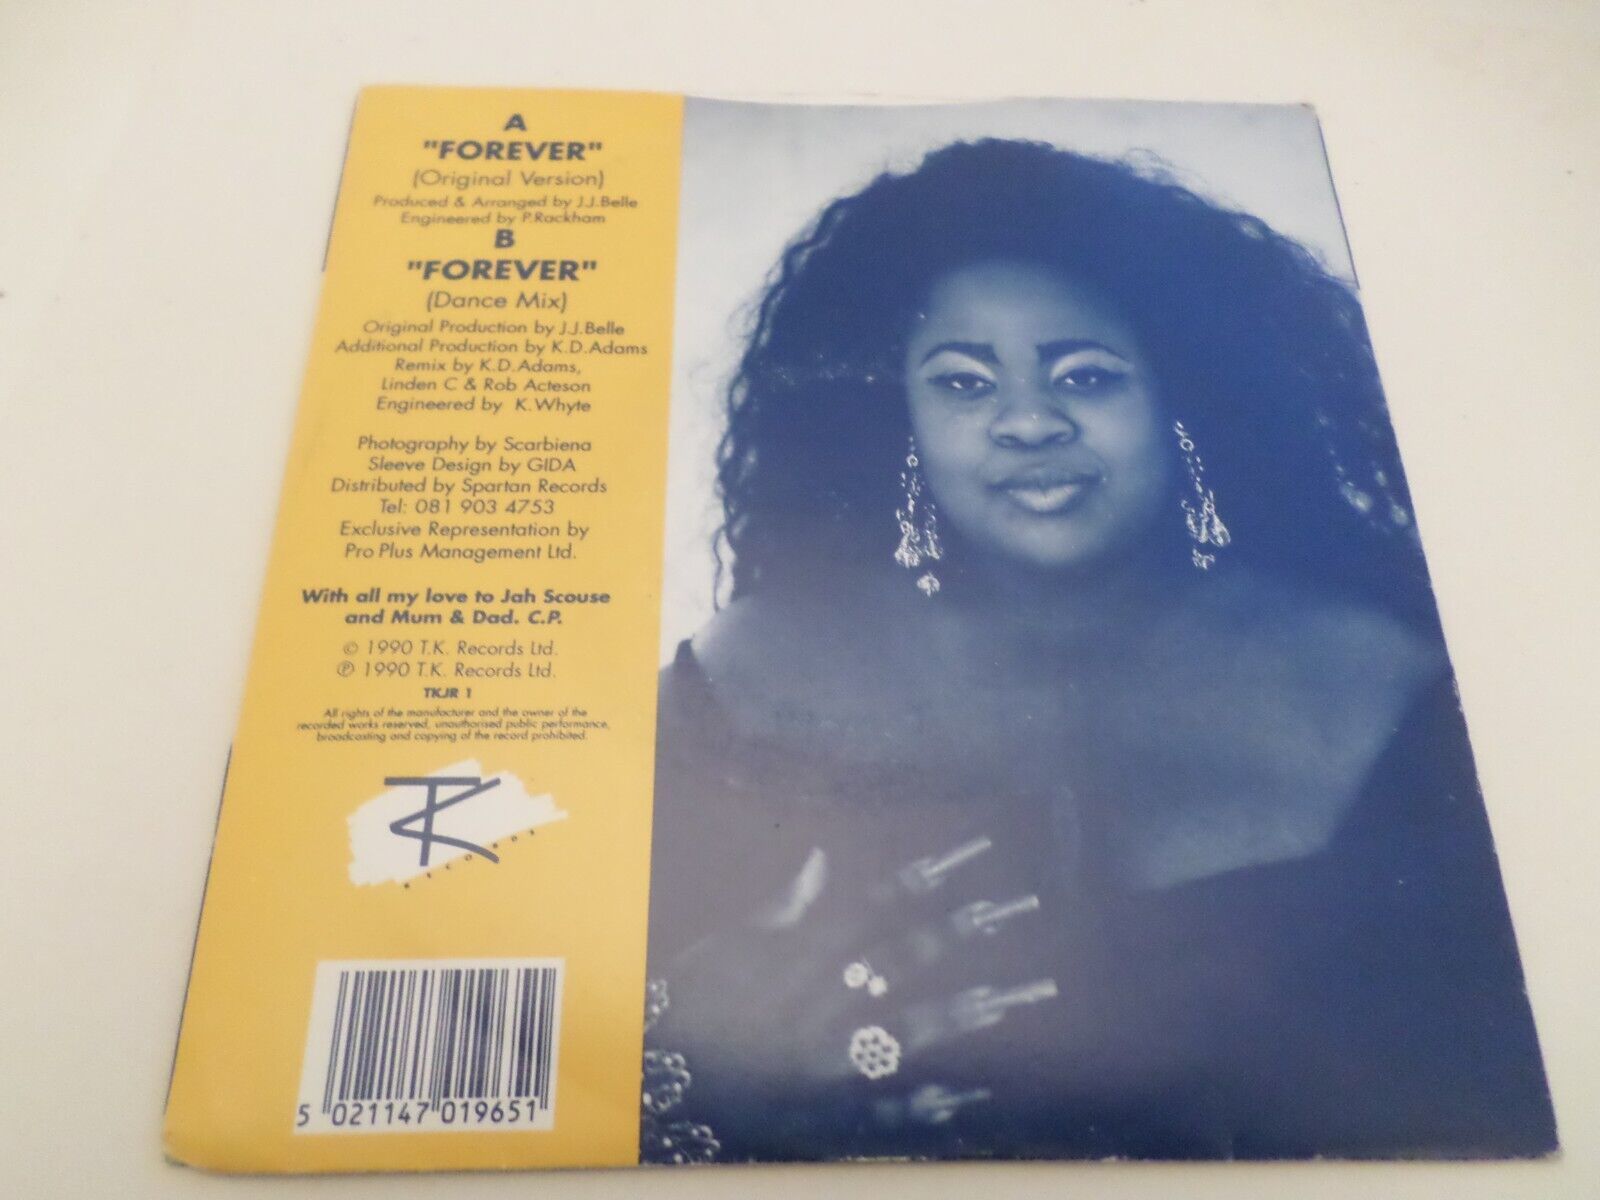 A
"FOREVER"
(Original Version)
Produced & Arranged by J.J.Belle
Engineered by P.Rackham
B
"FOREVER"
(Dance Mix)
Original Production by J.J.Belle
Additional Production by K.D.Adams
Remix by K.D.Adams,
Linden C & Rob Acteson
Engineered by K.Whyte
Photography by Scarbiena
Sleeve Design by GIDA
Distributed by Spartan Records
Tel: 081 903 4753
Exclusive Representation by
Pro Plus Management Ltd.
With all my love to Jah Scouse
and Mum & Dad. C.P.
© 1990 T.K. Records Ltd.
℗ 1990 T.K. Records Ltd.
TKJR 1
All rights of the manufacturer and the owner of the
recorded works reserved, unauthorised public performance,
broadcasting and copying of the record prohibited.
TK
RECORDS
5 021147 019651